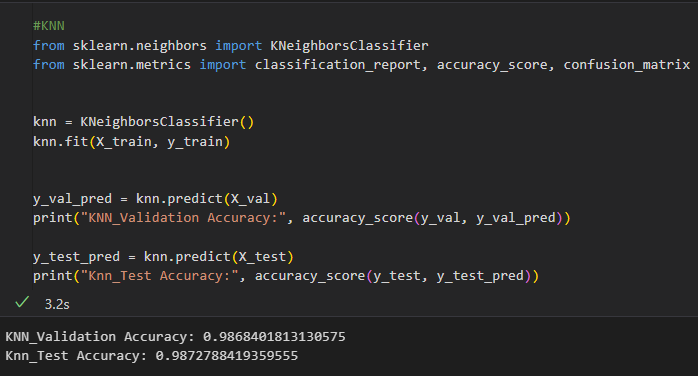 #KNN
from sklearn.neighbors import KNeighborsClassifier
from sklearn.metrics import classification_report, accuracy_score, confusion_matrix
knn = KNeighborsClassifier()
knn.fit(X_train, y_train)
y_val_pred = knn.predict(X_val)
print("KNN_Validation Accuracy:", accuracy_score(y_val, y_val_pred))
y_test_pred = knn.predict(X_test)
print("Knn_Test Accuracy:", accuracy_score(y_test, y_test_pred))
3.2s
KNN_Validation Accuracy: 0.9868401813130575
Knn_Test Accuracy: 0.9872788419359555